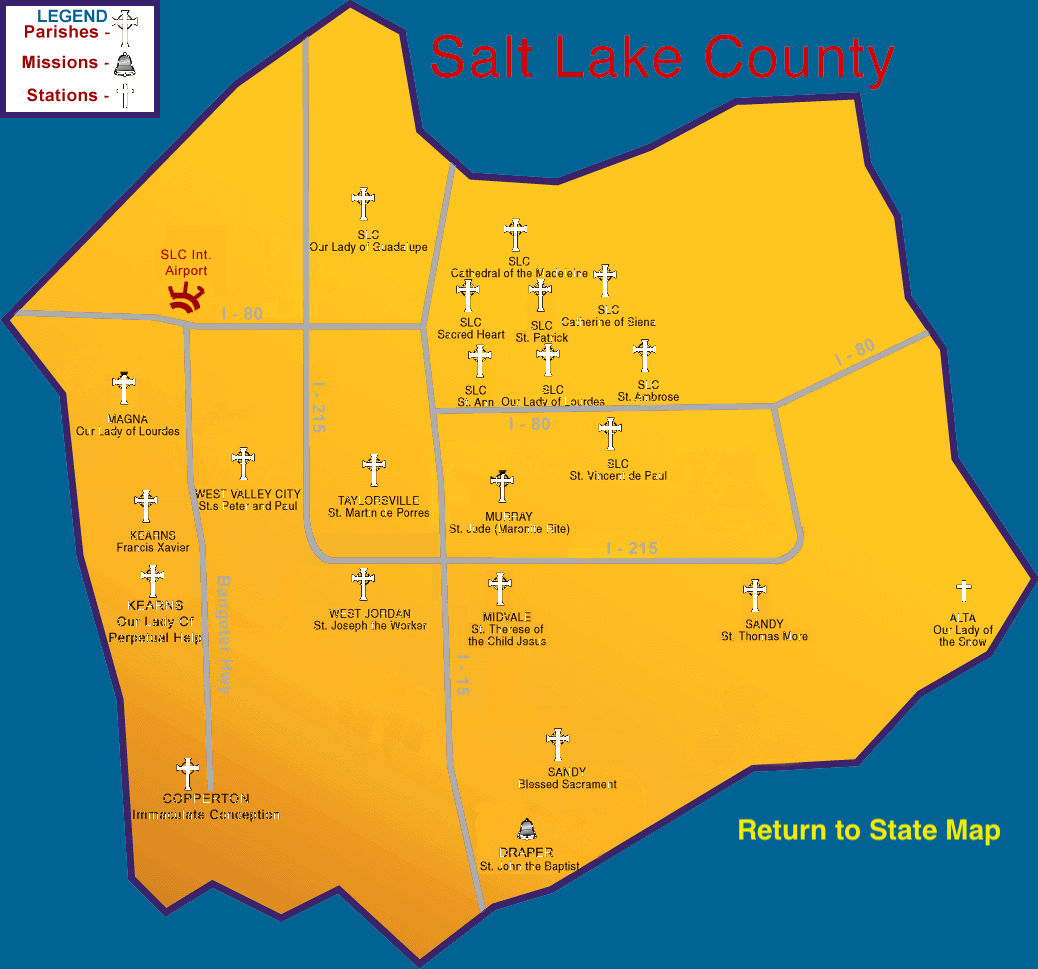 LEGEND
Parishes -
Missions -
Stations -
Salt Lake County
SLC
Our Lady of Guadalupe
SLC
Cathedral of the Madeleine
SLC Int.
Airport
I - 80
SLC
Sacred Heart
SLC
St. Patrick
SLC
Catherine of Siena
I - 80
I - 215
SLC
St. Ann
SLC
Our Lady of Lourdes
SLC
St. Ambrose
MAGNA
Our Lady of Lourdes
I - 80
SLC
St. Vincent de Paul
WEST VALLEY CITY
St.s Peter and Paul
TAYLORSVILLE
St. Martin de Porres
MURRAY
St. Jude (Maronite Rite)
KEARNS
Francis Xavier
I - 215
KEARNS
Our Lady Of
Perpetual Help
Bangeter Hwy
WEST JORDAN
St. Joseph the Worker
MIDVALE
St. Therese of
the Child Jesus
SANDY
St. Thomas More
ALTA
Our Lady of
the Snow
I - 15
SANDY
Blessed Sacrament
COPPERTON
Immaculate Conception
Return to State Map
DRAPER
St. John the Baptist